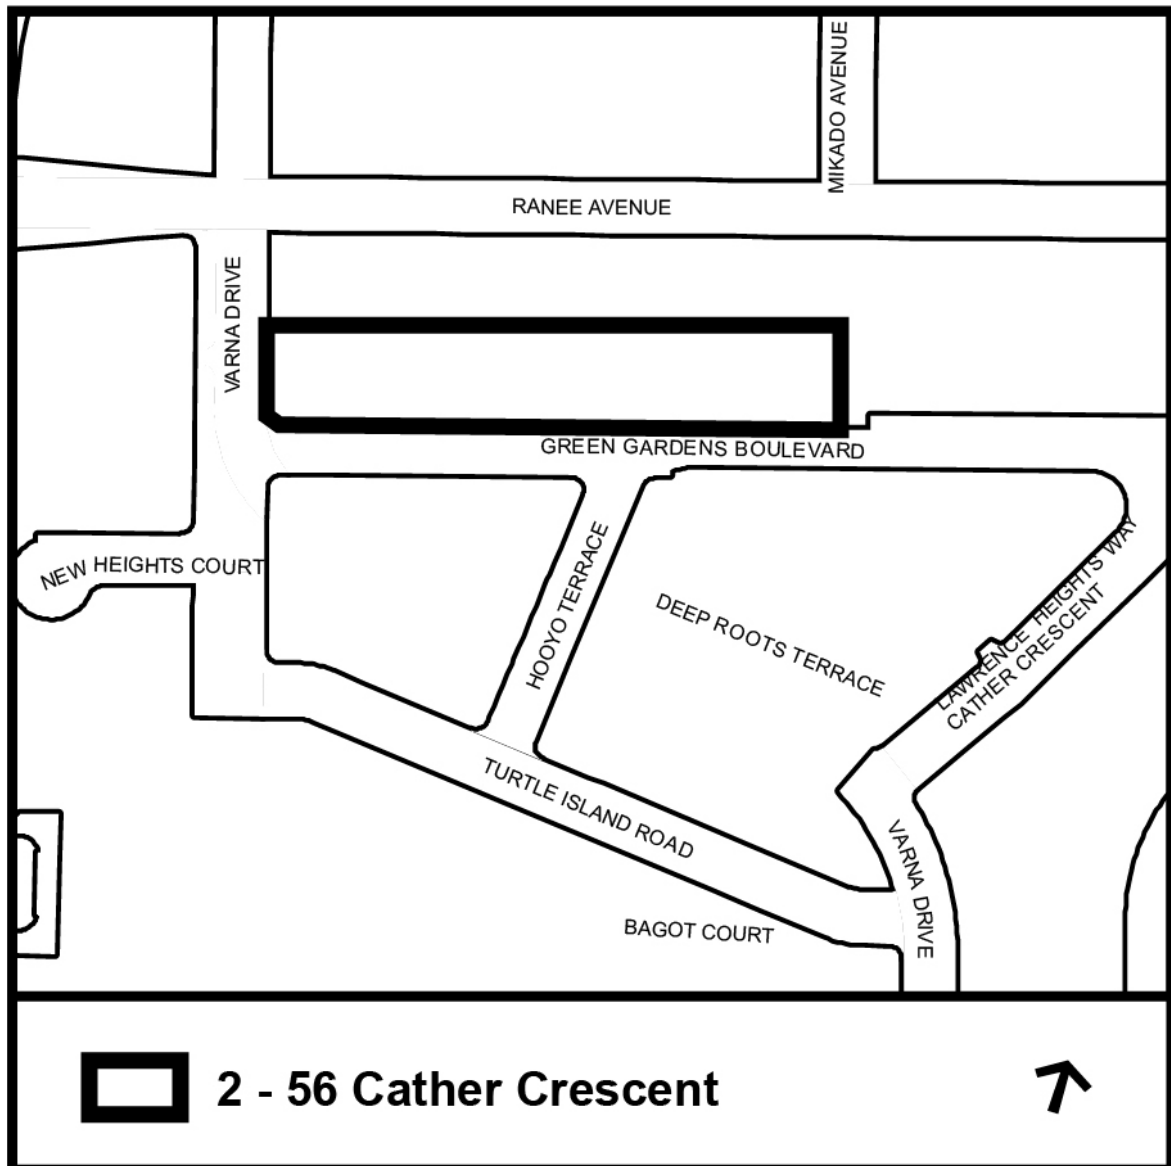 MIKADO AVENUE
RANEE AVENUE
VARNA DRIVE
GREEN GARDENS BOULEVARD
NEW HEIGHTS COURT
HOOYO TERRACE
DEEP ROOTS TERRACE
LAWRENCE HEIGHTS WAY
CATHER CRESCENT
TURTLE ISLAND ROAD
VARNA DRIVE
BAGOT COURT
2 - 56 Cather Crescent